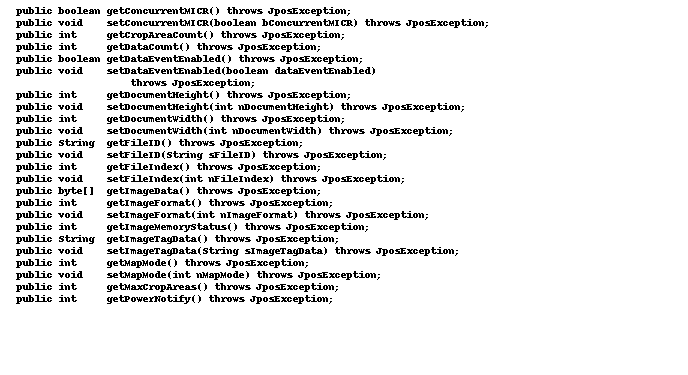 public boolean getConcurrentMICR() throws JposException;
public void    setConcurrentMICR(boolean bConcurrentMICR) throws JposException;
public int     getCropAreaCount() throws JposException;
public int     getDataCount() throws JposException;
public boolean getDataEventEnabled() throws JposException;
public void    setDataEventEnabled(boolean dataEventEnabled)
                   throws JposException;
public int     getDocumentHeight() throws JposException;
public void    setDocumentHeight(int nDocumentHeight) throws JposException;
public int     getDocumentWidth() throws JposException;
public void    setDocumentWidth(int nDocumentWidth) throws JposException;
public String  getFileID() throws JposException;
public void    setFileID(String sFileID) throws JposException;
public int     getFileIndex() throws JposException;
public void    setFileIndex(int nFileIndex) throws JposException;
public byte[]  getImageData() throws JposException;
public int     getImageFormat() throws JposException;
public void    setImageFormat(int nImageFormat) throws JposException;
public int     getImageMemoryStatus() throws JposException;
public String  getImageTagData() throws JposException;
public void    setImageTagData(String sImageTagData) throws JposException;
public int     getMapMode() throws JposException;
public void    setMapMode(int nMapMode) throws JposException;
public int     getMaxCropAreas() throws JposException;
public int     getPowerNotify() throws JposException;